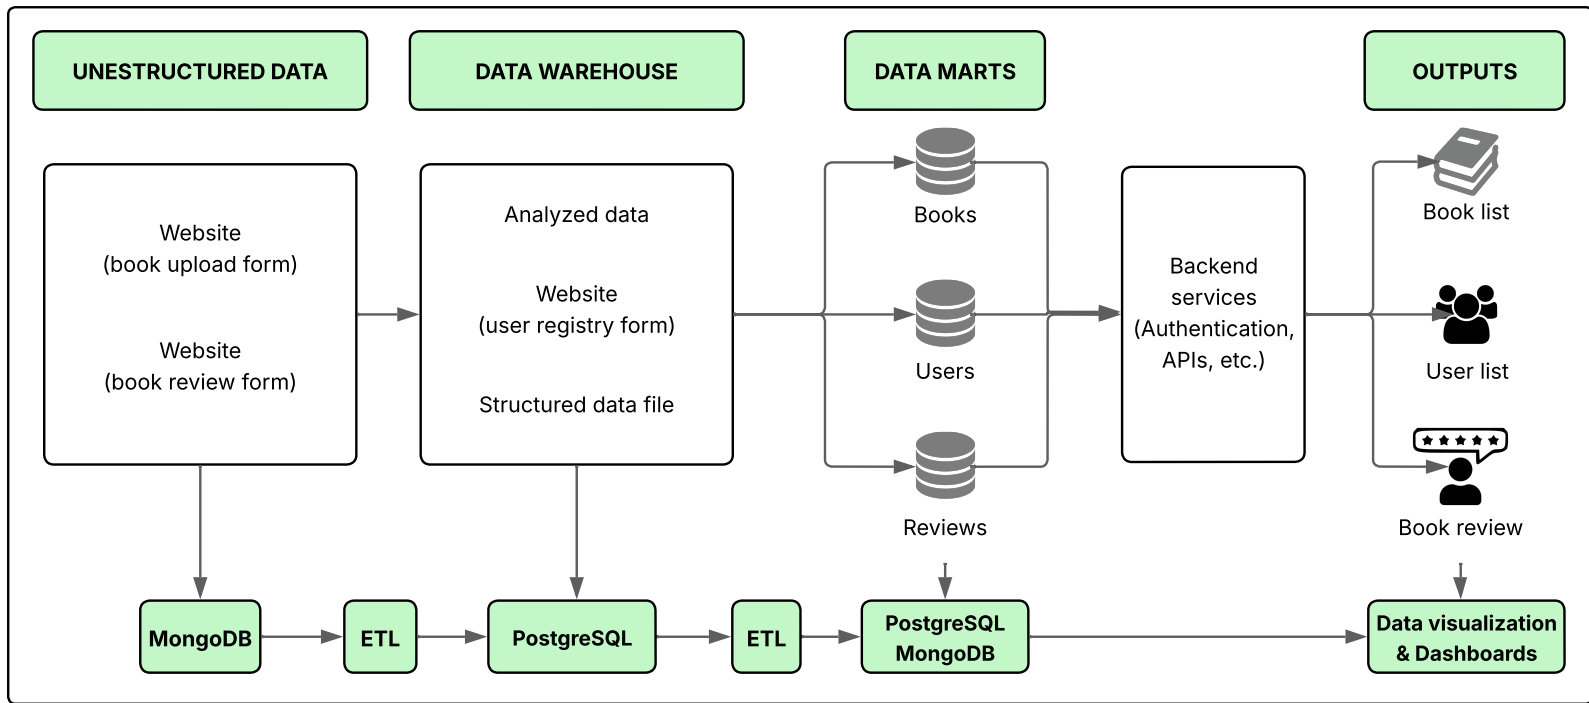 UNESTRUCTURED DATA
DATA WAREHOUSE
DATA MARTS
OUTPUTS
Website
(book upload form)
Website
(book review form)
Analyzed data
Website
(user registry form)
Structured data file
Books
Users
Reviews
Backend
services
(Authentication,
APIs, etc.)
Book list
User list
Book review
MongoDB
ETL
PostgreSQL
ETL
PostgreSQL
MongoDB
Data visualization
& Dashboards